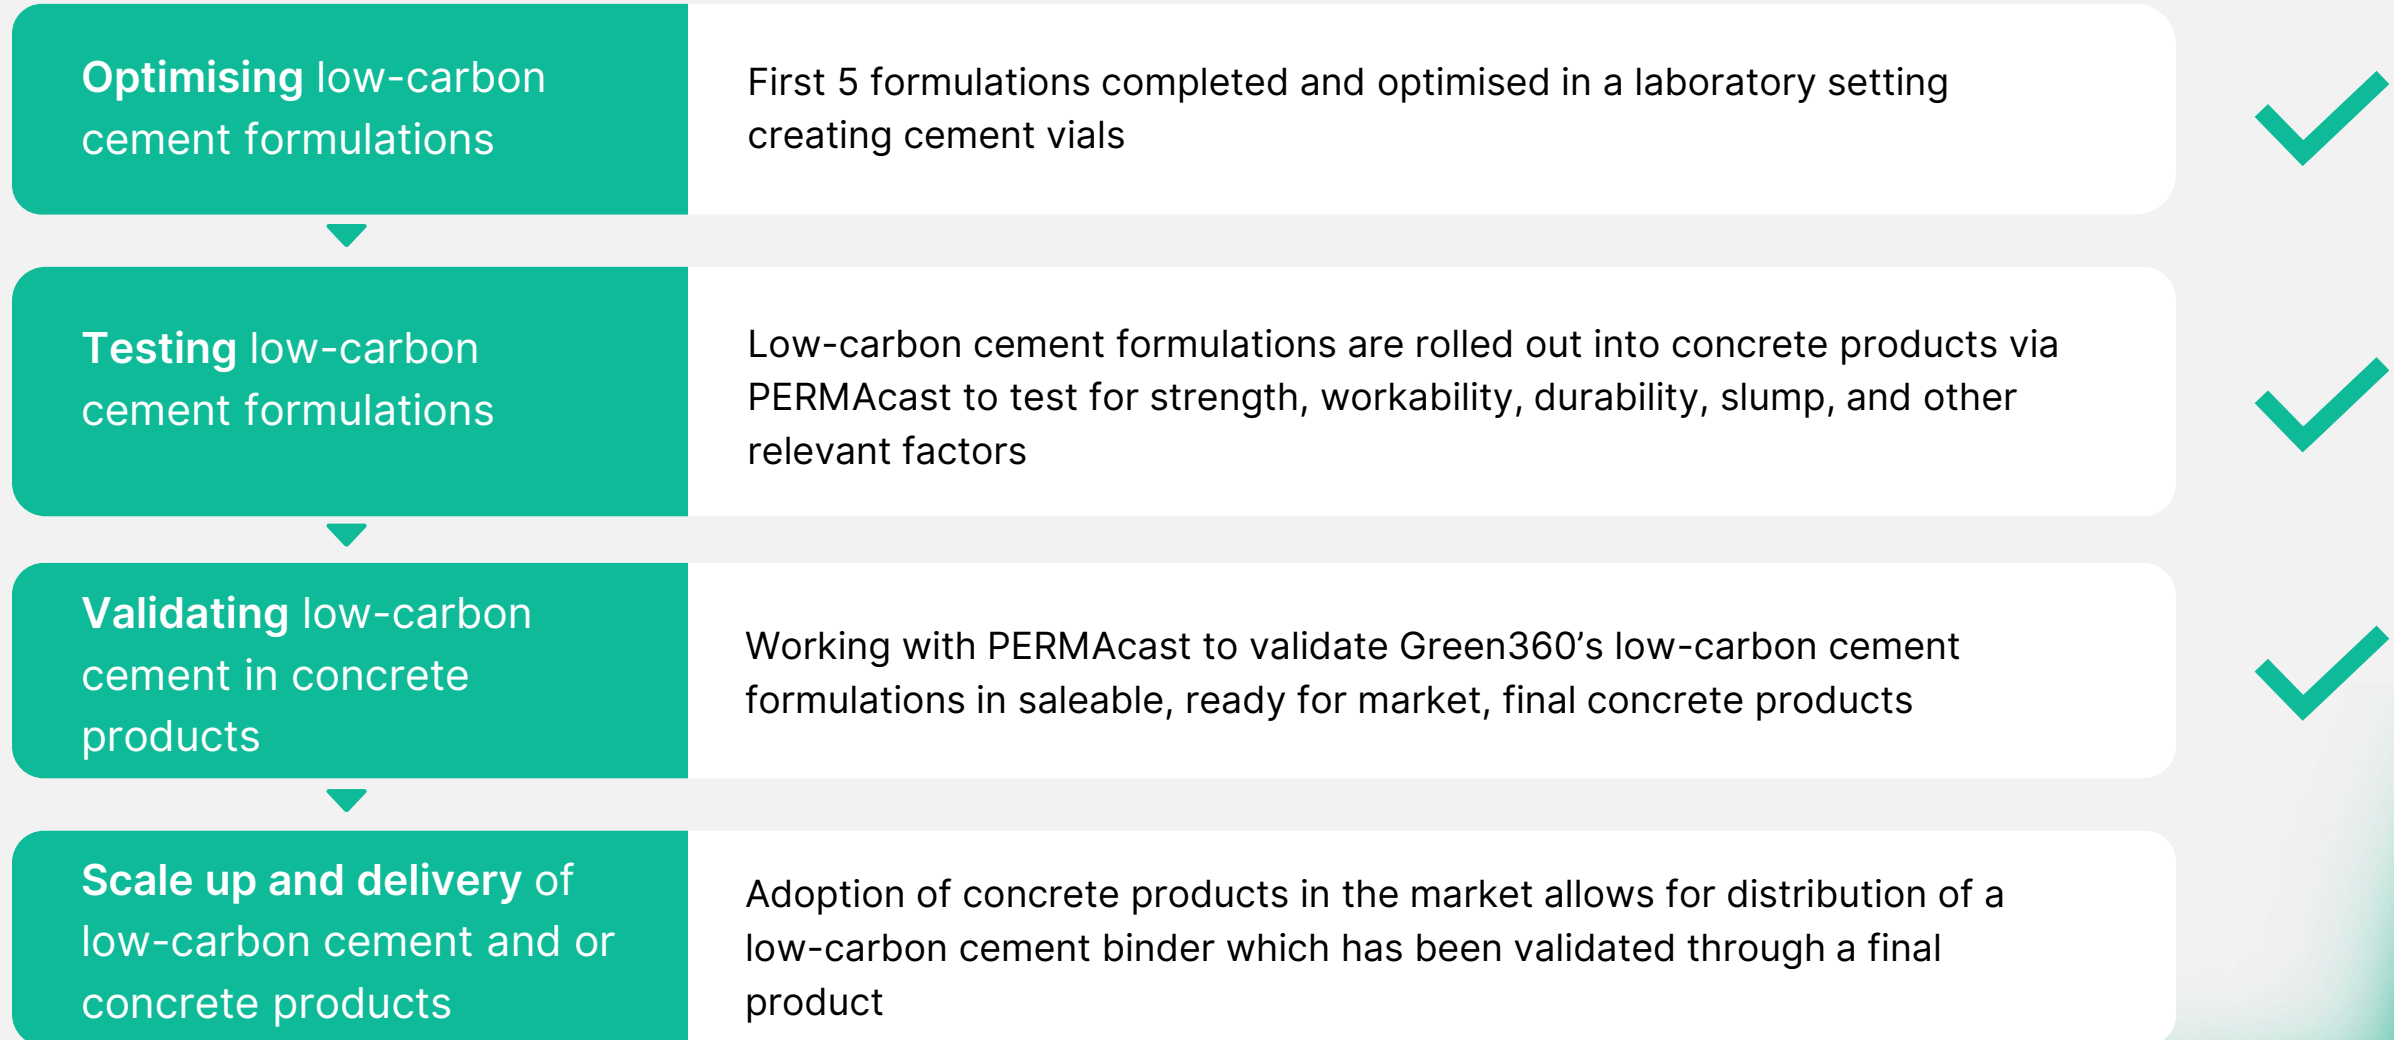 Optimising low-carbon
cement formulations
First 5 formulations completed and optimised in a laboratory setting
creating cement vials
Testing low-carbon
cement formulations
Low-carbon cement formulations are rolled out into concrete products via
PERMAcast to test for strength, workability, durability, slump, and other
relevant factors
Validating low-carbon
cement in concrete
products
Working with PERMAcast to validate Green360’s low-carbon cement
formulations in saleable, ready for market, final concrete products
Scale up and delivery of
low-carbon cement and or
concrete products
Adoption of concrete products in the market allows for distribution of a
low-carbon cement binder which has been validated through a final
product